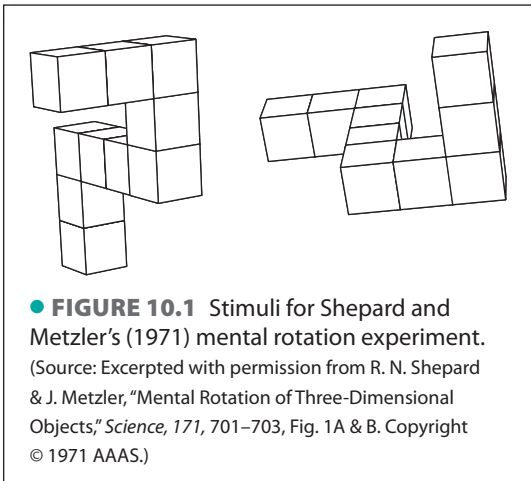 ● FIGURE 10.1 Stimuli for Shepard and
Metzler's (1971) mental rotation experiment.
(Source: Excerpted with permission from R. N. Shepard
& J. Metzler, “Mental Rotation of Three-Dimensional
Objects,” Science, 171, 701–703, Fig. 1A & B. Copyright
© 1971 AAAS.)